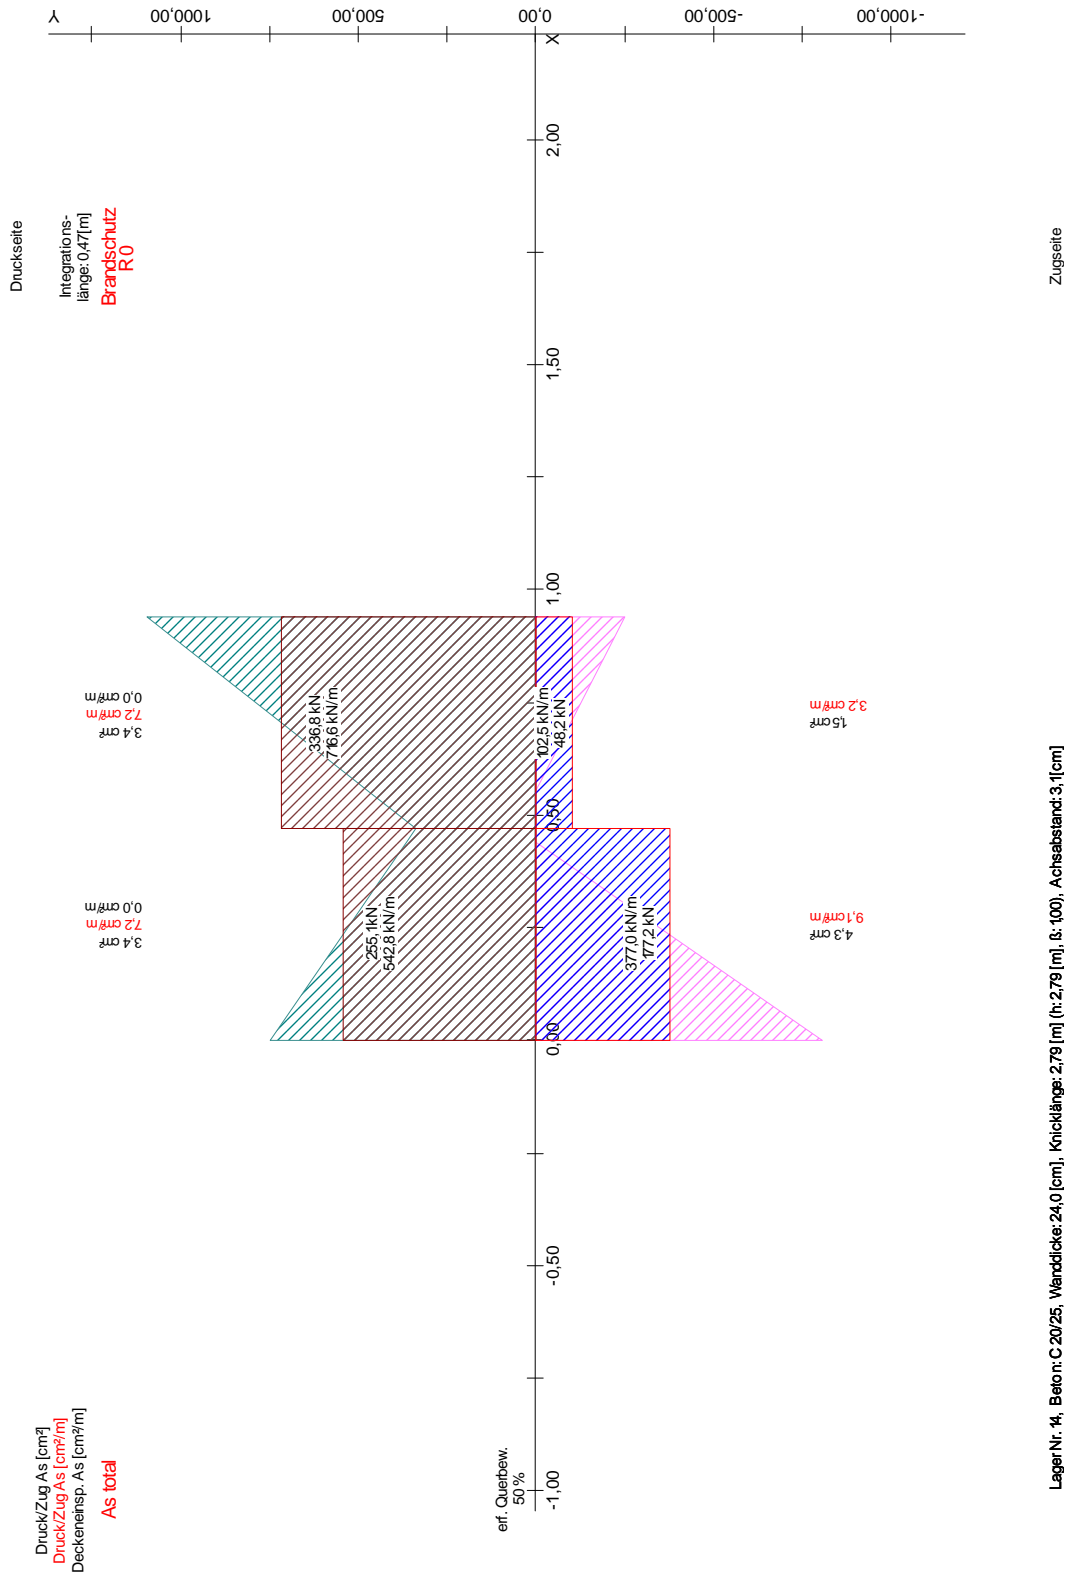 Druck/Zug As [cm²]
Druck/Zug As [cm²/m]
Deckeneinsp. As [cm²/m]
As total
Druckseite
Integrations-
länge: 0,47[m]
Brandschutz
R 0
0,0 cm²/m
7,2 cm²/m
3,4 cm²
0,0 cm²/m
7,2 cm²/m
3,4 cm²
Y
1000,00
500,00
0,00
-500,00
-1000,00
255,1kN
542,8 kN/m
336,8 kN
716,6 kN/m
erf. Querbew.
50 %
-1,00
-0,50
0,00
0,50
1,00
1,50
2,00
X
377,0 kN/m
177,2 kN
102,5 kN/m
48,2 kN
9,1 cm²/m
4,3 cm²
3,2 cm²/m
1,5 cm²
Zugseite
Lager Nr. 14, Beton: C 20/25, Wanddicke: 24,0 [cm], Knicklänge: 2,79 [m] (h: 2,79 [m], ß: 1,00), Achsabstand: 3,1[cm]